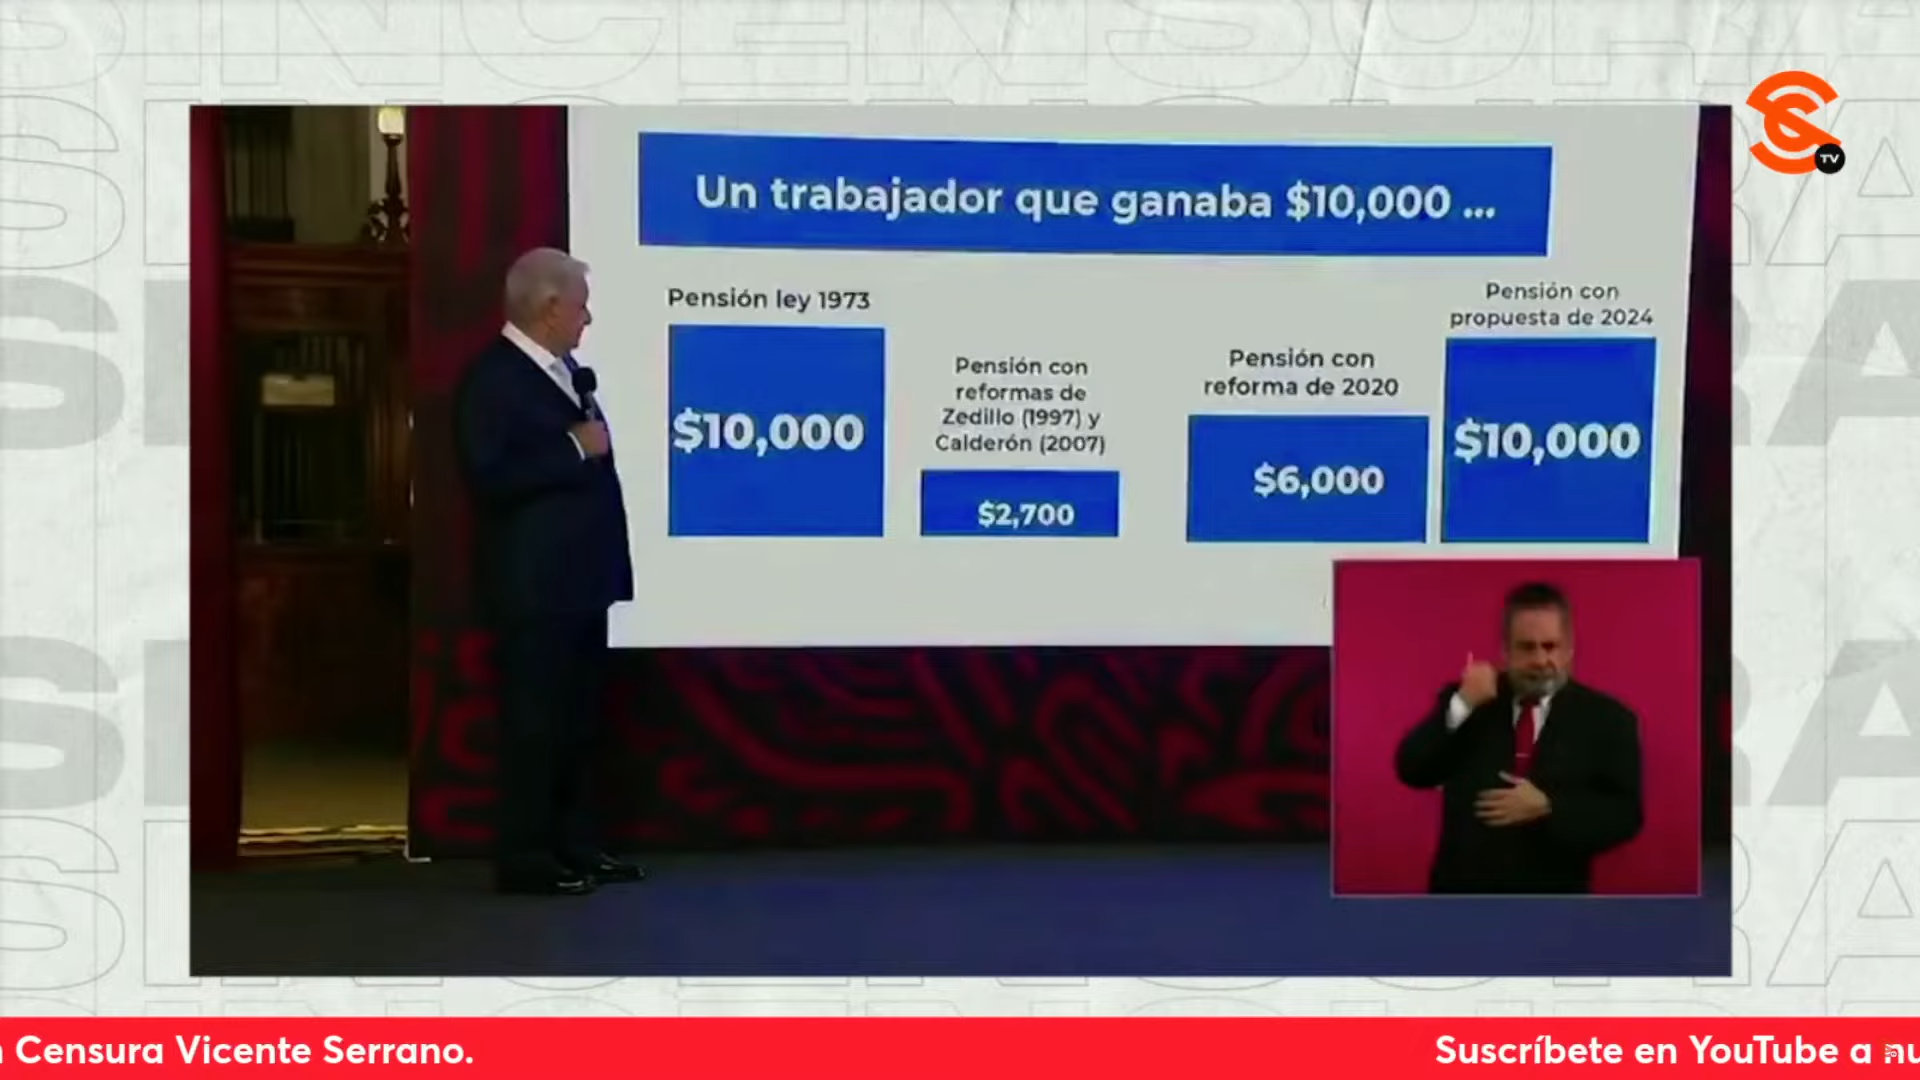 SINCENSURA
TV
Un trabajador que ganaba $10,000 ...
Pensión ley 1973
$10,000
Pensión con
reformas de
Zedillo (1997) y
Calderón (2007)
$2,700
Pensión con
reforma de 2020
$6,000
Pensión con
propuesta de 2024
$10,000
Censura Vicente Serrano.
Suscríbete en YouTube a